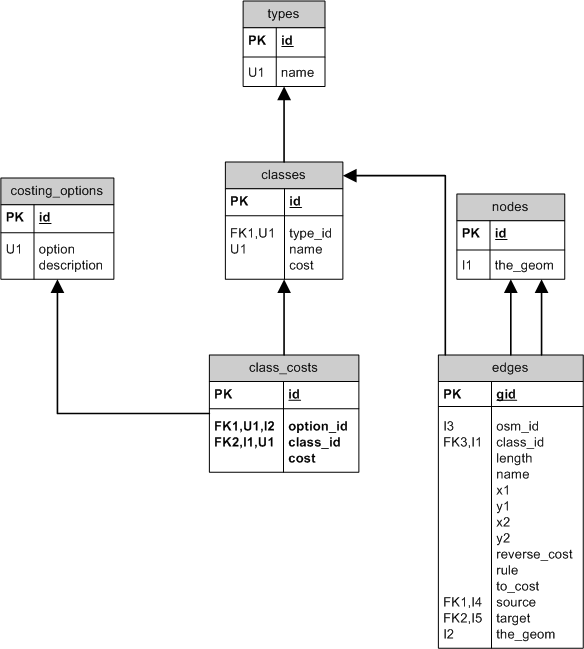 types
PK id
U1 name
classes
PK id
FK1,U1 type_id
U1 name
cost
costing_options
PK id
U1 option
description
nodes
PK id
I1 the_geom
class_costs
PK id
FK1,U1,I2 option_id
FK2,I1,U1 class_id
cost
edges
PK gid
I3 osm_id
FK3,I1 class_id
length
name
x1
y1
x2
y2
reverse_cost
rule
to_cost
FK1,I4 source
FK2,I5 target
I2 the_geom